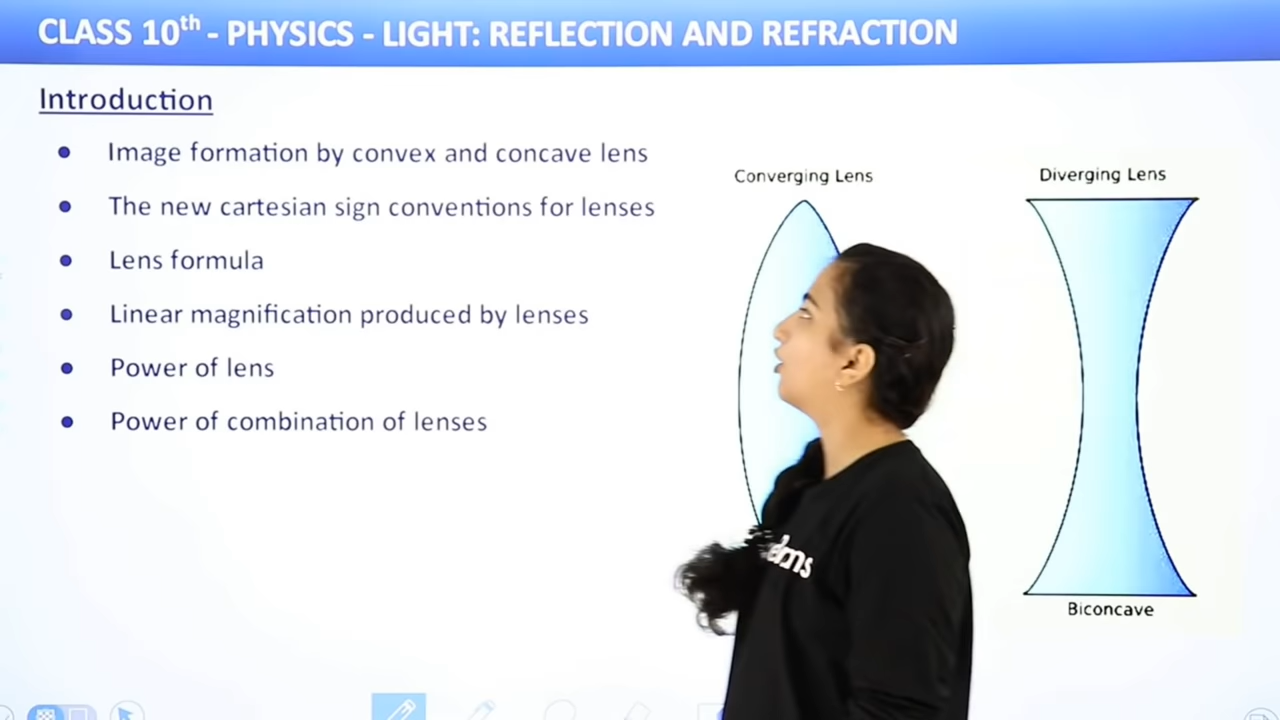 CLASS 10th - PHYSICS - LIGHT: REFLECTION AND REFRACTION
Introduction
Image formation by convex and concave lens
The new cartesian sign conventions for lenses
Lens formula
Linear magnification produced by lenses
Power of lens
Power of combination of lenses
Converging Lens
Diverging Lens
Biconcave